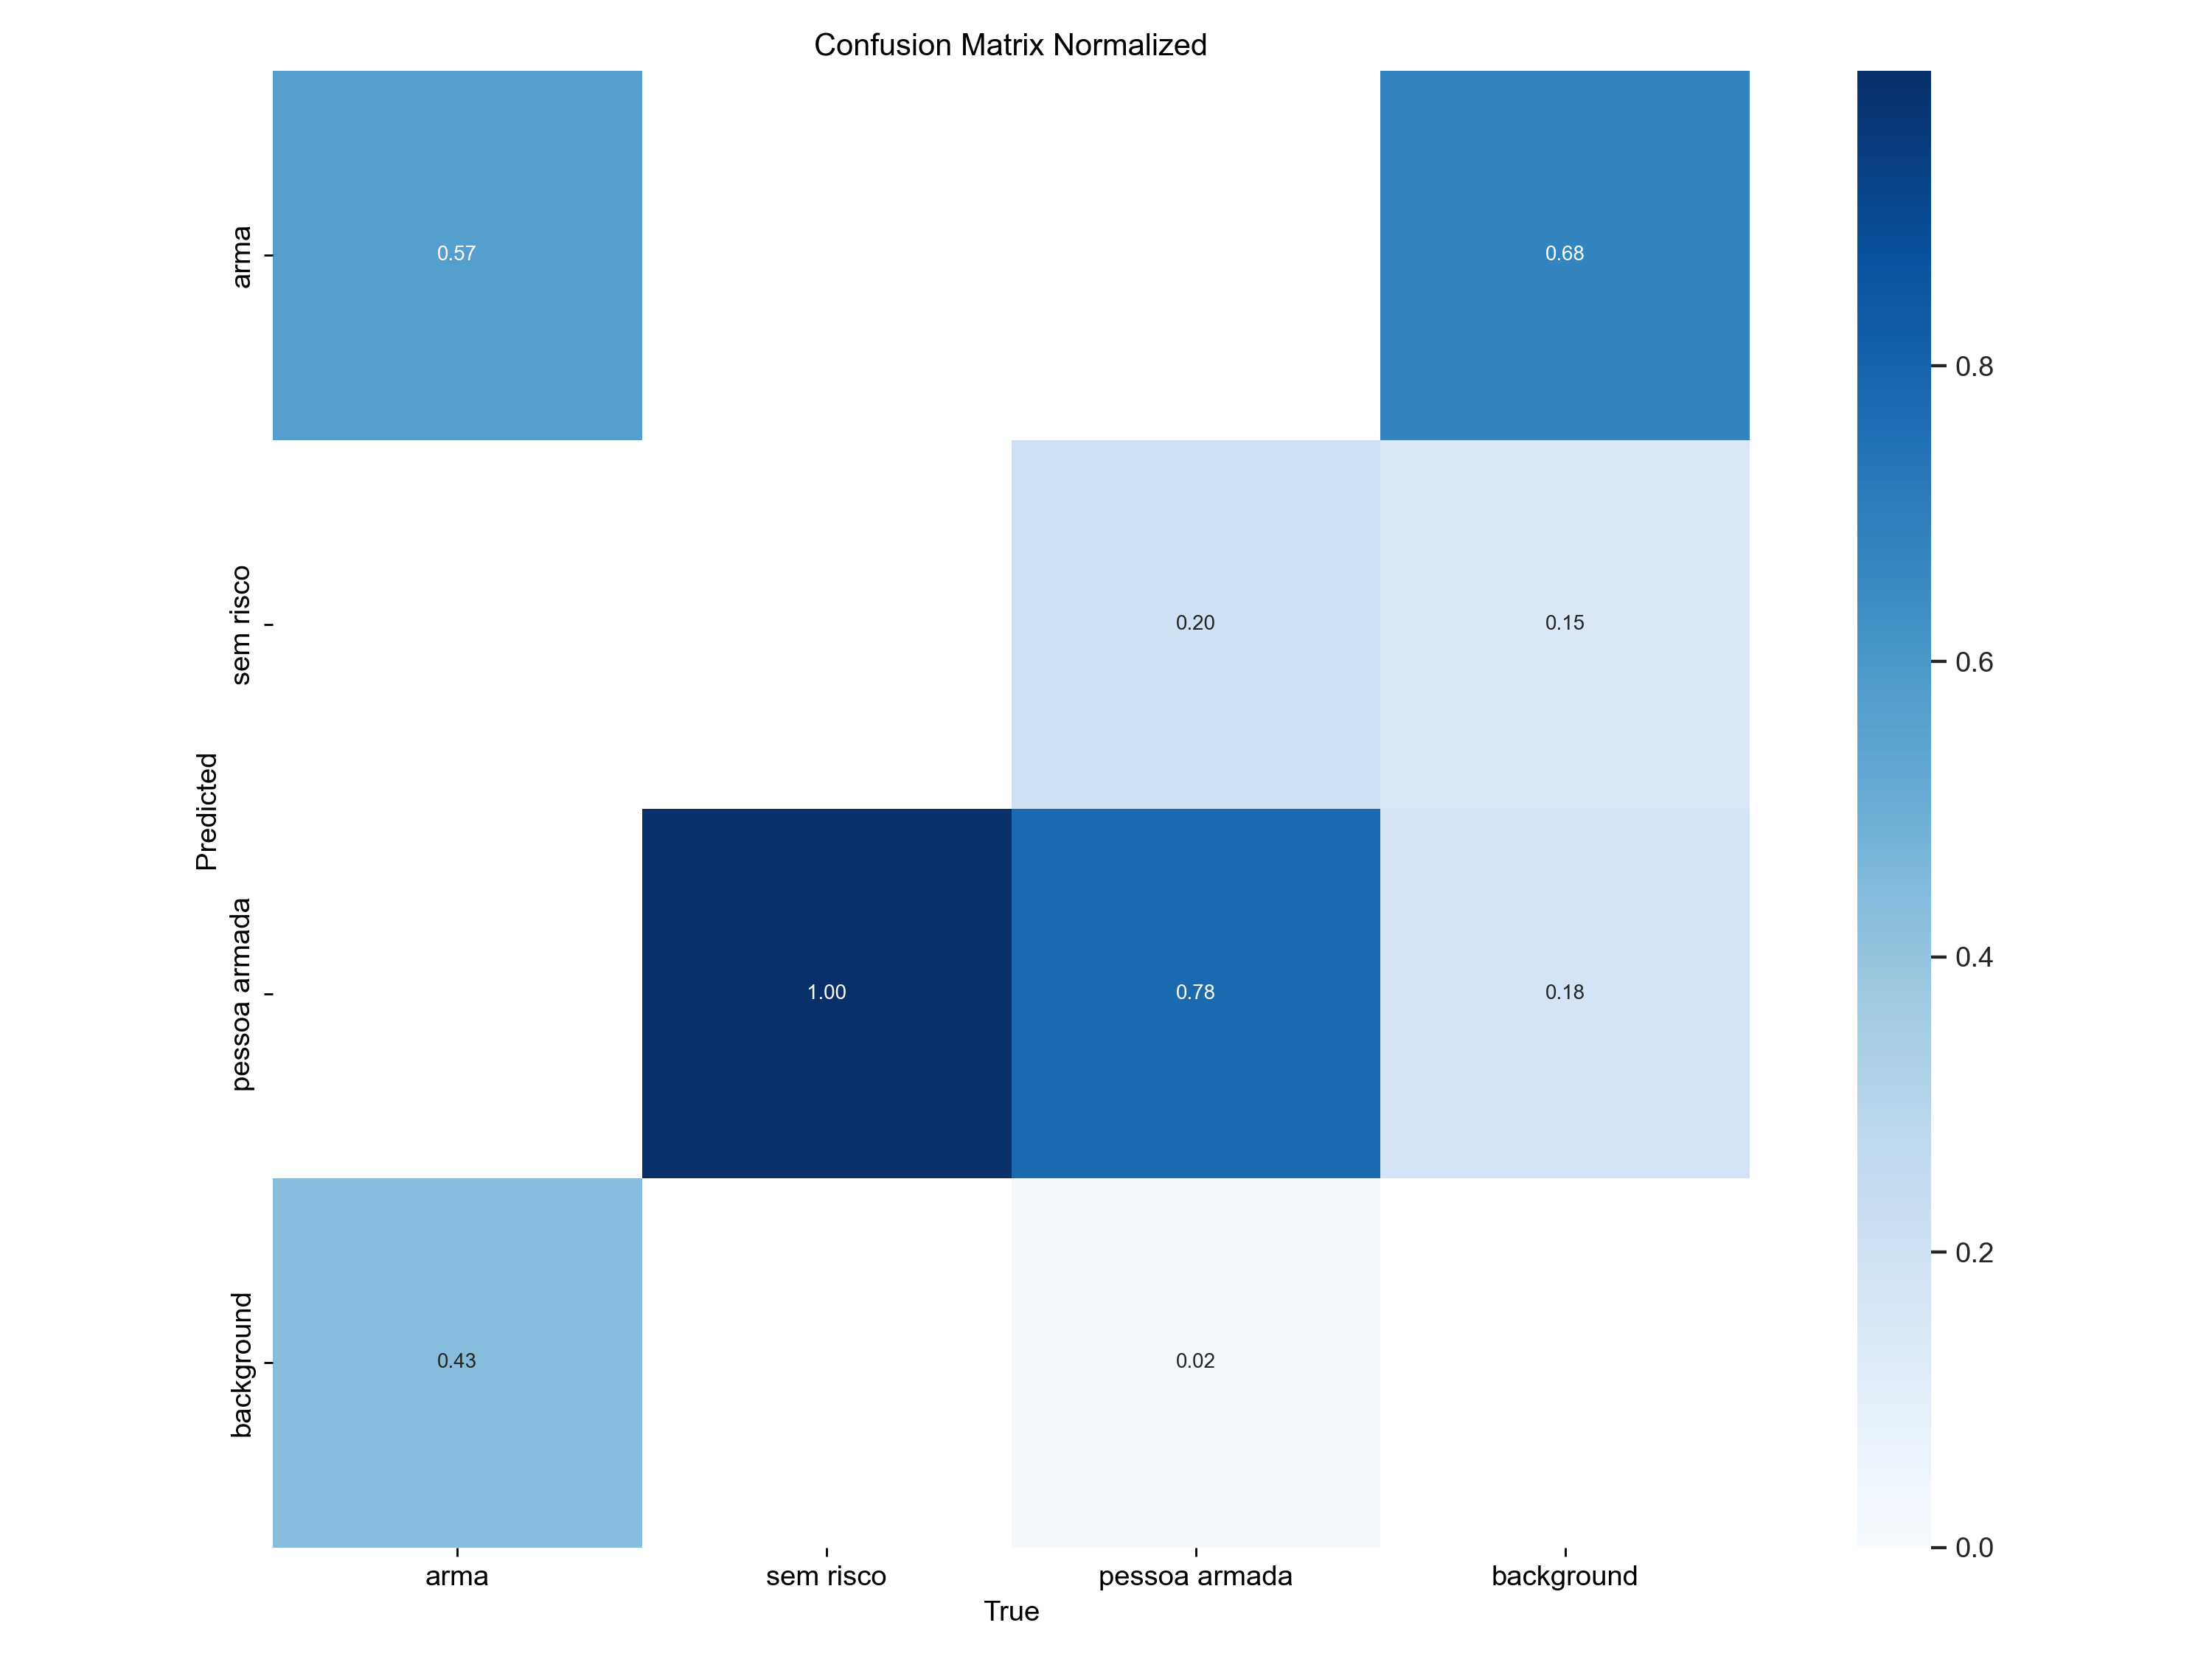 Confusion Matrix Normalized
arma
0.57
0.68
0.8
sem risco
0.20
0.15
0.6
Predicted
pessoa armada
1.00
0.78
0.18
0.4
background
0.43
0.02
0.2
0.0
arma
sem risco
pessoa armada
background
True